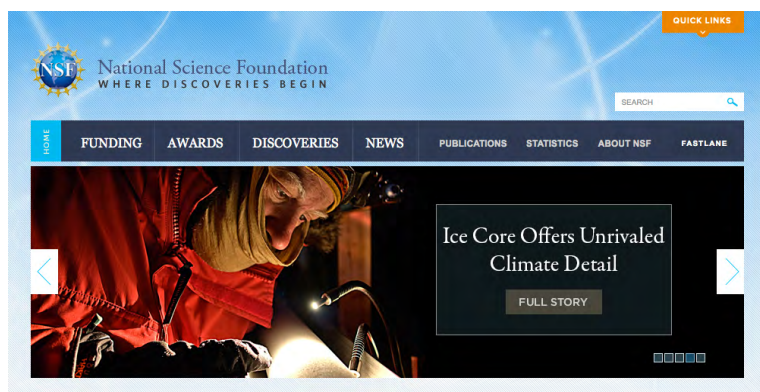 QUICK LINKS
NSF
National Science Foundation
WHERE DISCOVERIES BEGIN
SEARCH
HOME
FUNDING
AWARDS
DISCOVERIES
NEWS
PUBLICATIONS
STATISTICS
ABOUT NSF
FASTLANE
Ice Core Offers Unrivaled
Climate Detail
FULL STORY